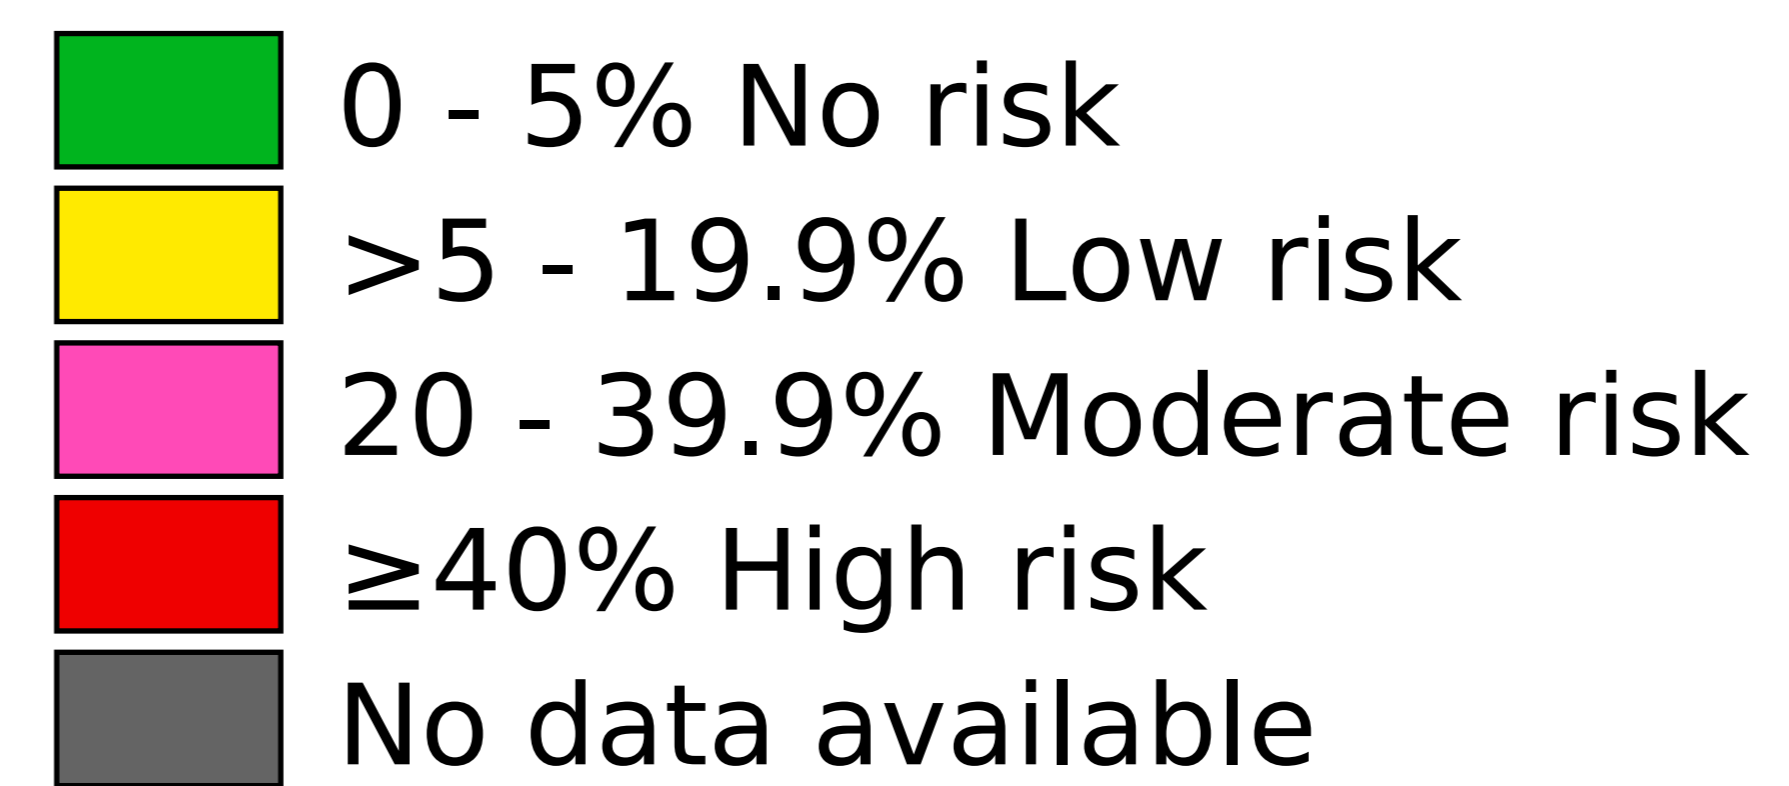 0 - 5% No risk
>5 - 19.9% Low risk
20 - 39.9% Moderate risk
≥40% High risk
No data available